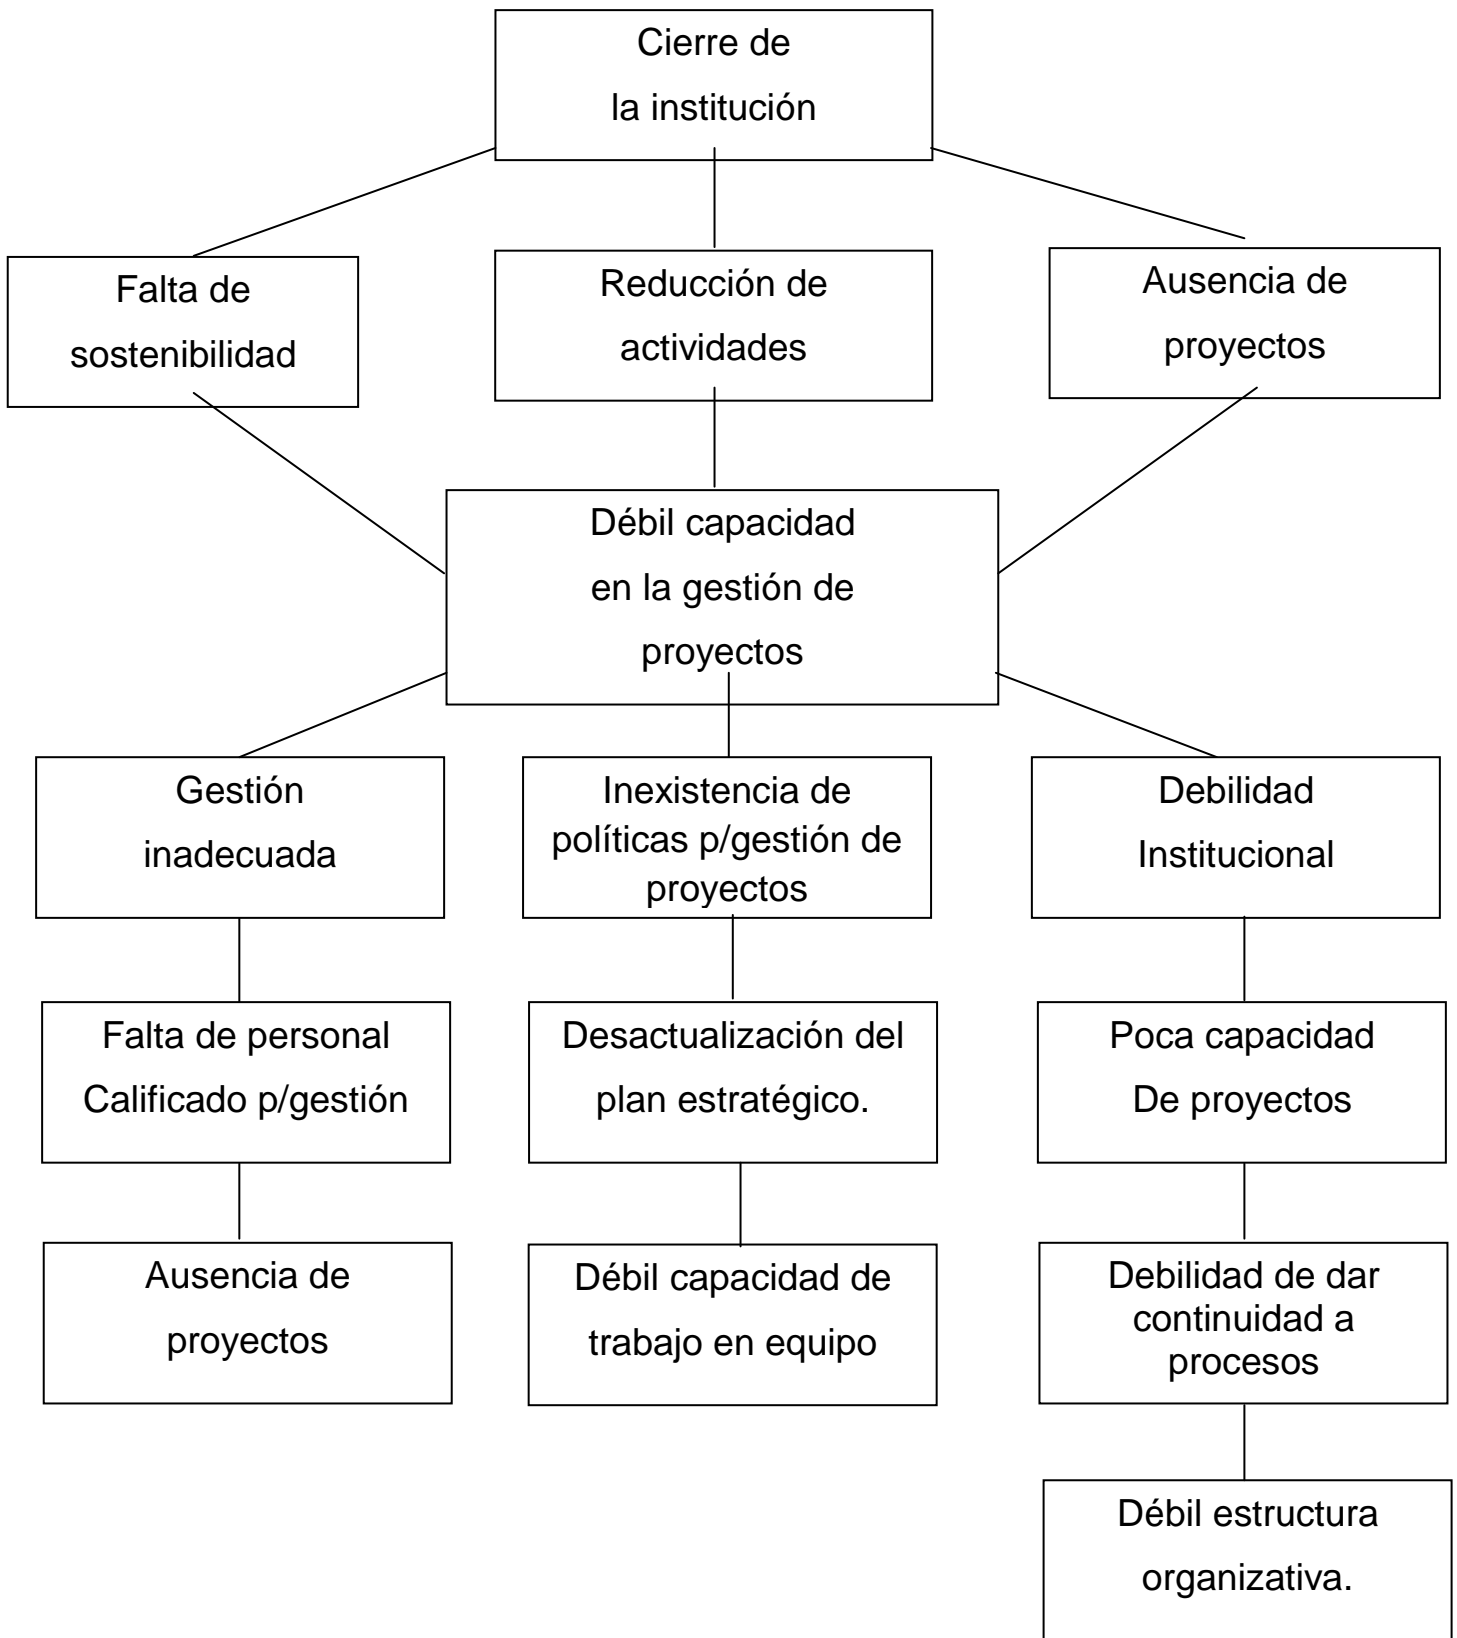 Cierre de
la institución
Falta de
sostenibilidad
Reducción de
actividades
Ausencia de
proyectos
Débil capacidad
en la gestión de
proyectos
Gestión
inadecuada
Inexistencia de
políticas p/gestión de
proyectos
Debilidad
Institucional
Falta de personal
Calificado p/gestión
Desactualización del
plan estratégico.
Poca capacidad
De proyectos
Ausencia de
proyectos
Débil capacidad de
trabajo en equipo
Debilidad de dar
continuidad a
procesos
Débil estructura
organizativa.